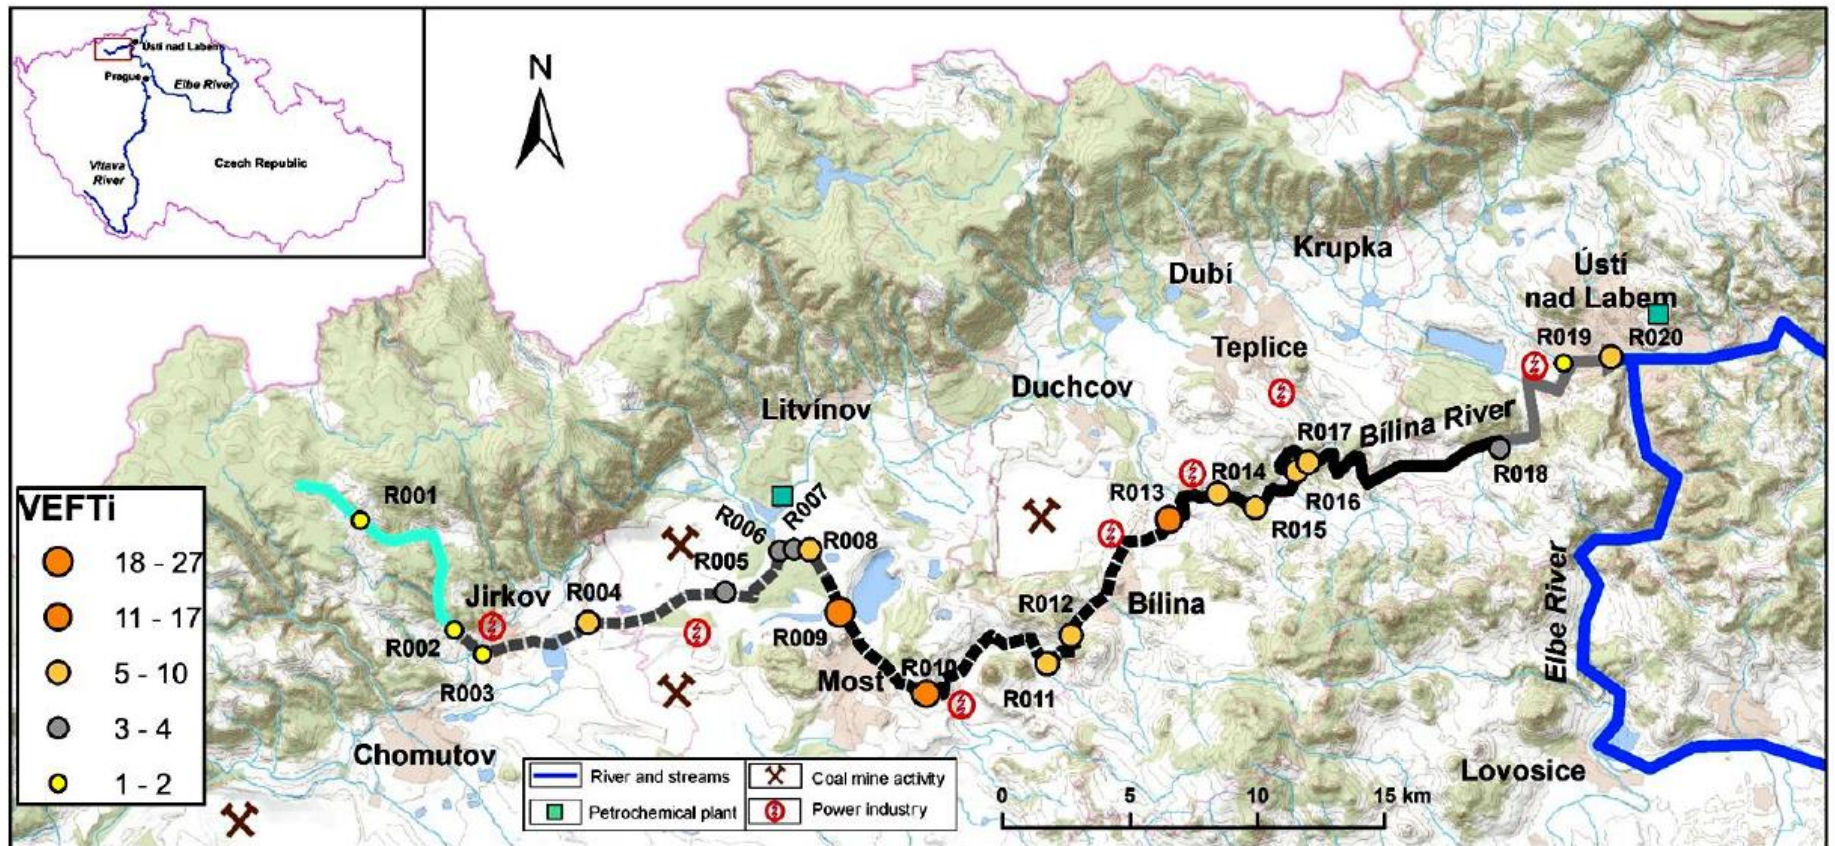 Ústí nad Labem
Prague
Elbe River
Vltava
River
Czech Republic
N
Krupka
Dubí
Ústí
nad Labem
R019
R020
Teplice
Duchcov
Litvínov
Bílina River
R017
R018
R014
R013
R016
R015
R001
R007
R006
R008
R005
VEFTi
18 - 27
11 - 17
5 - 10
3 - 4
1 - 2
Jirkov
R004
R012
Bílina
R002
R009
R003
Most
R010
R011
Elbe River
Chomutov
Lovosice
River and streams
Coal mine activity
Petrochemical plant
Power industry
0 5 10 15 km